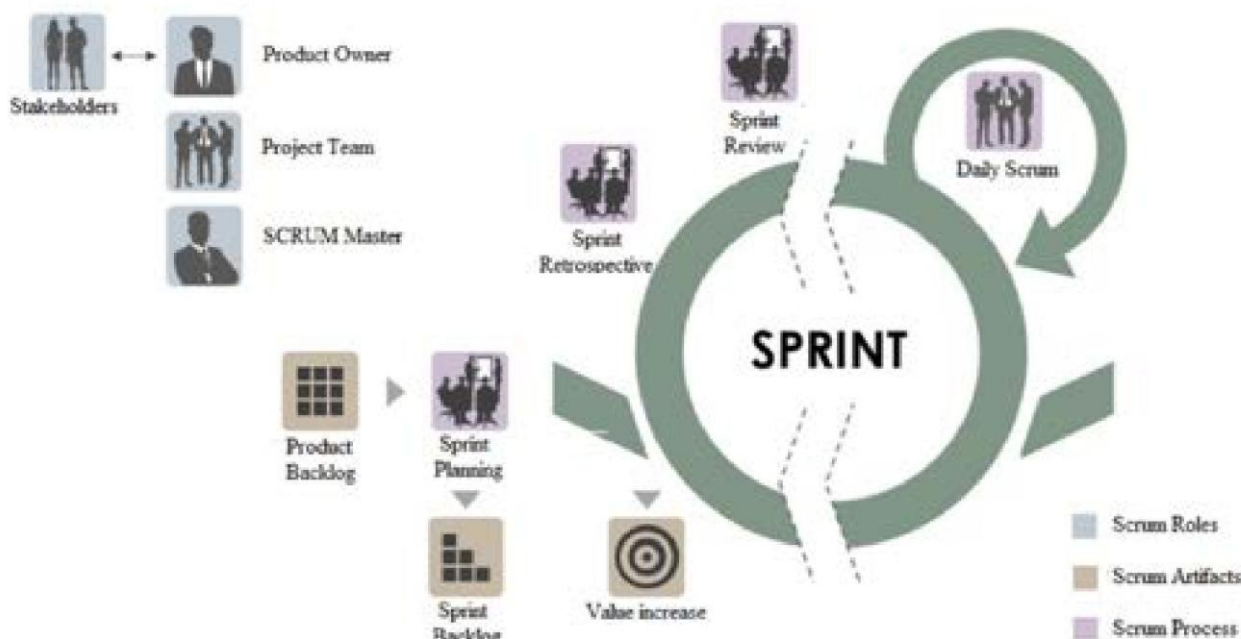 Stakeholders
Product Owner
Project Team
SCRUM Master
Sprint
Review
Daily Scrum
Sprint
Retrospective
SPRINT
Product
Backlog
Sprint
Planning
Sprint
Backlog
Value increase
Scrum Roles
Scrum Artifacts
Scrum Process